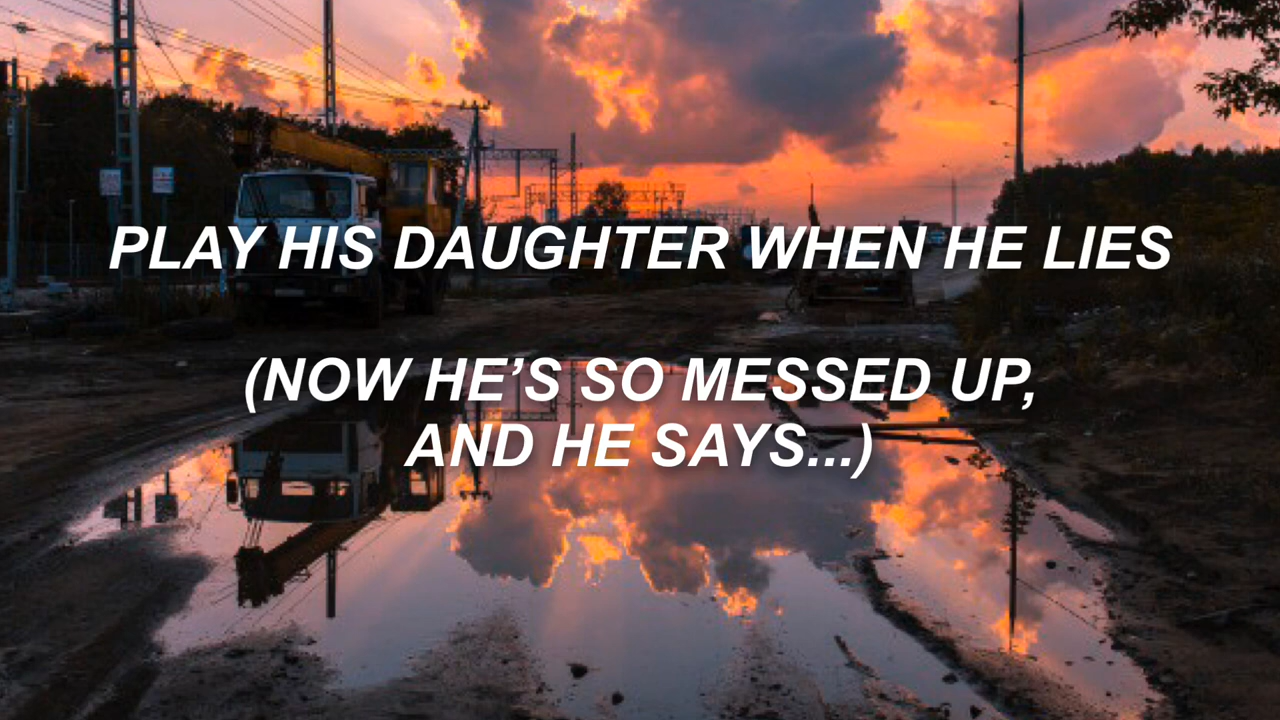 PLAY HIS DAUGHTER WHEN HE LIES
(NOW HE’S SO MESSED UP,
AND HE SAYS...)